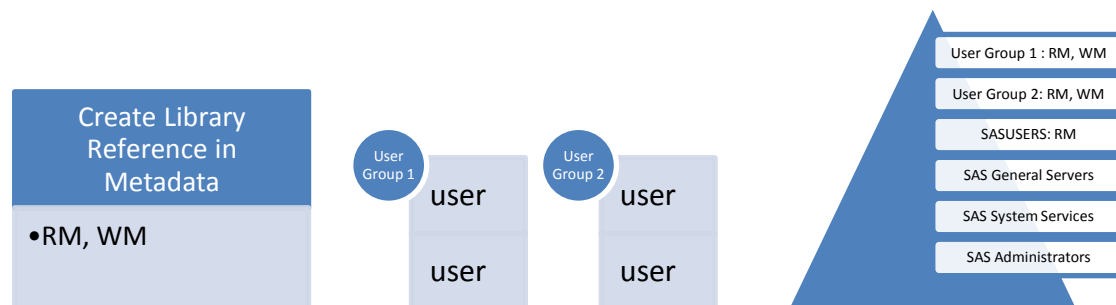 Create Library
Reference in
Metadata
•RM, WM
User
Group 1
user
user
User
Group 2
user
user
User Group 1 : RM, WM
User Group 2: RM, WM
SASUSERS: RM
SAS General Servers
SAS System Services
SAS Administrators